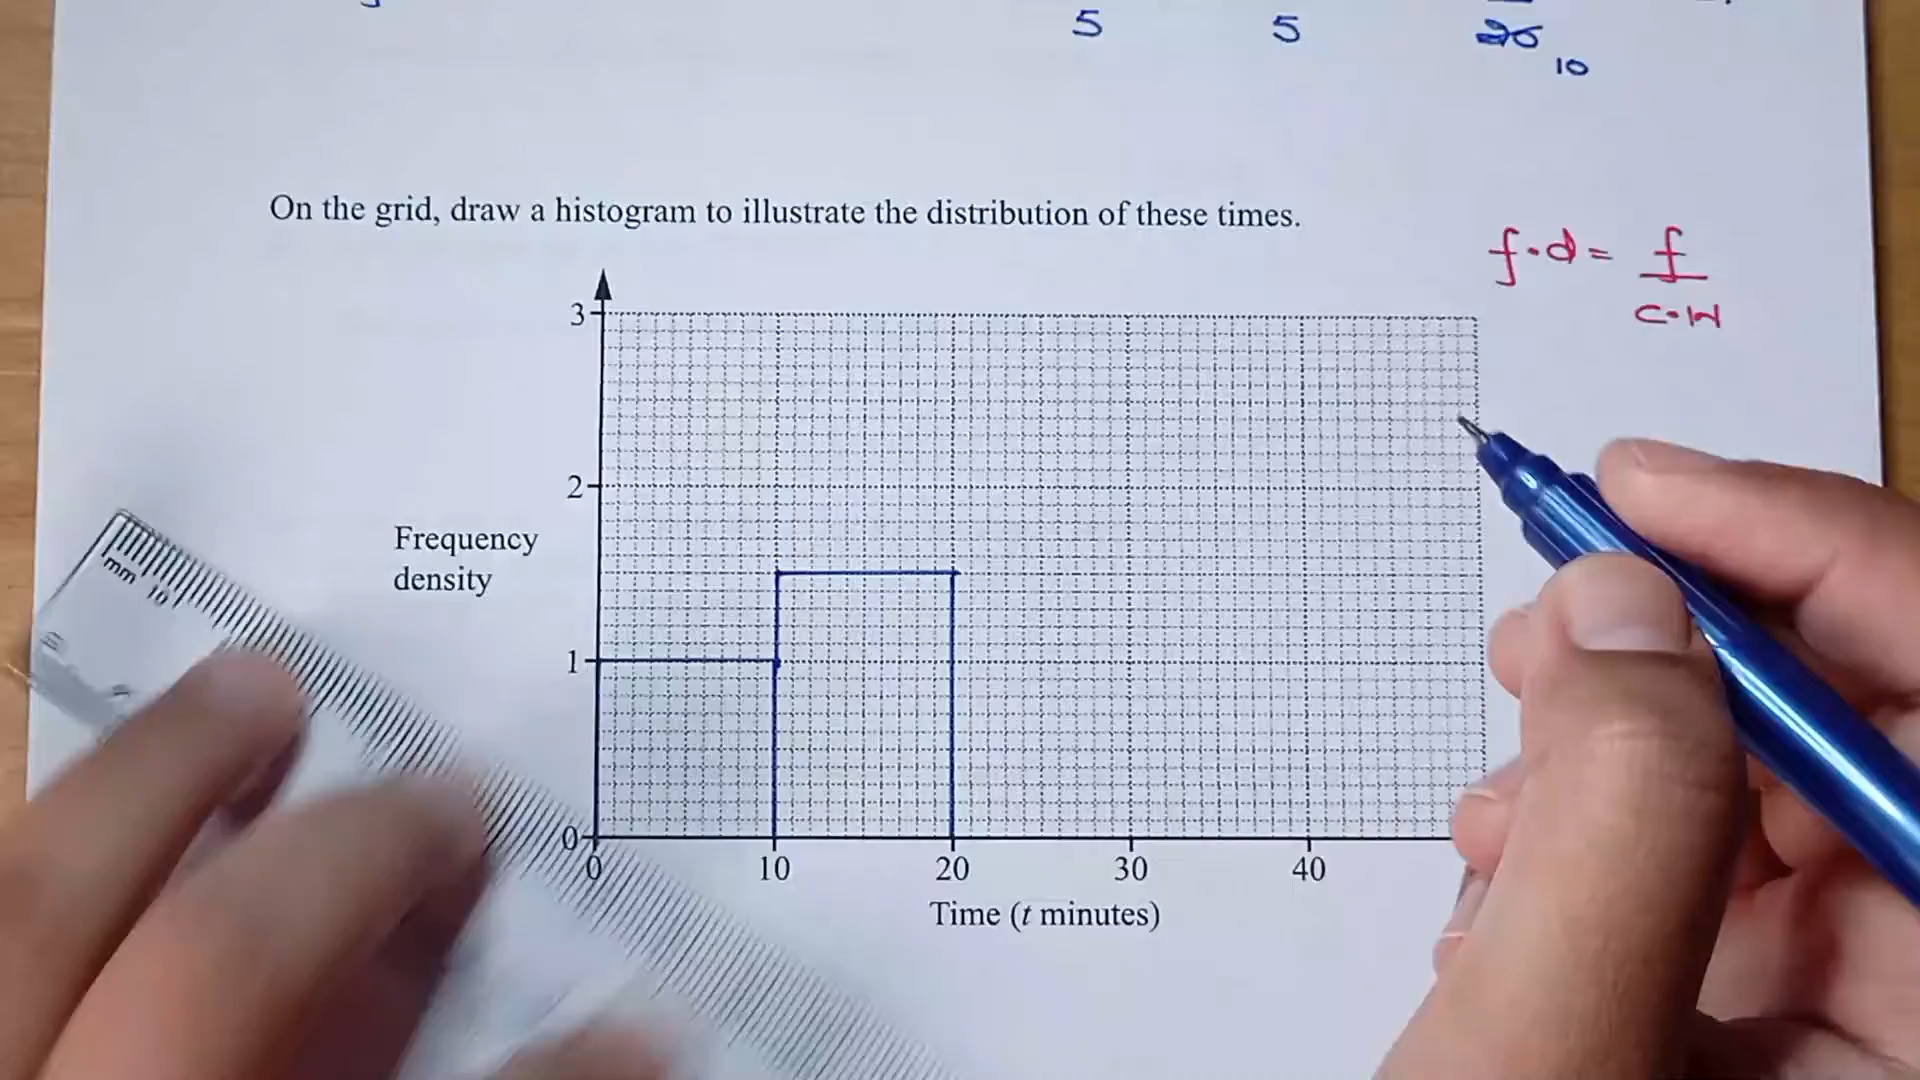 5 5
10
On the grid, draw a histogram to illustrate the distribution of these times.
f.d = f
c.w
3
2
Frequency
density
1
0
0 10 20 30 40
Time (t minutes)
mm 10